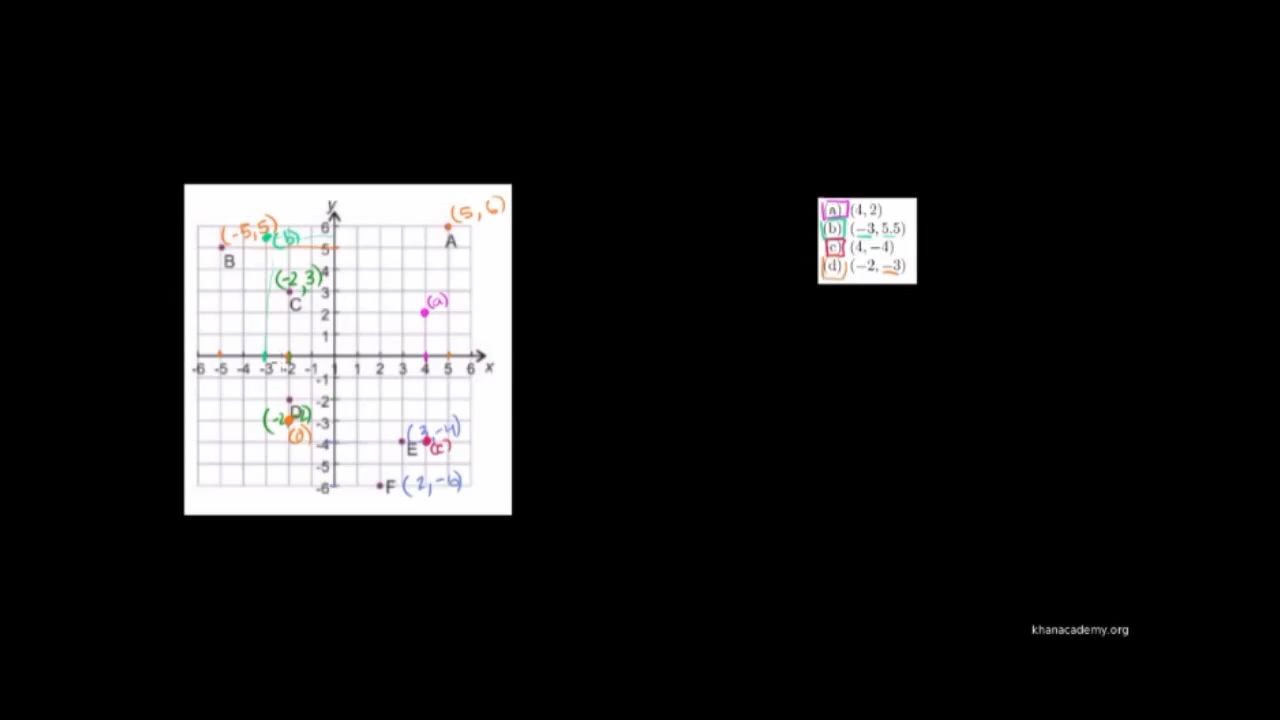 y
(5, 6)
(-5, 5)
(b)
6
A
5
B
4
(-2, 3)
3
C
(a)
2
1
-6 -5 -4 -3 -2 -1 1 2 3 4 5 6 x
-1
-2
D
-3
(3, -4)
(d)
-4
E
(c)
-5
-6
F (2, -6)
(a) (4, 2)
(b) (−3, 5.5)
(c) (4, −4)
(d) (−2, −3)
khanacademy.org